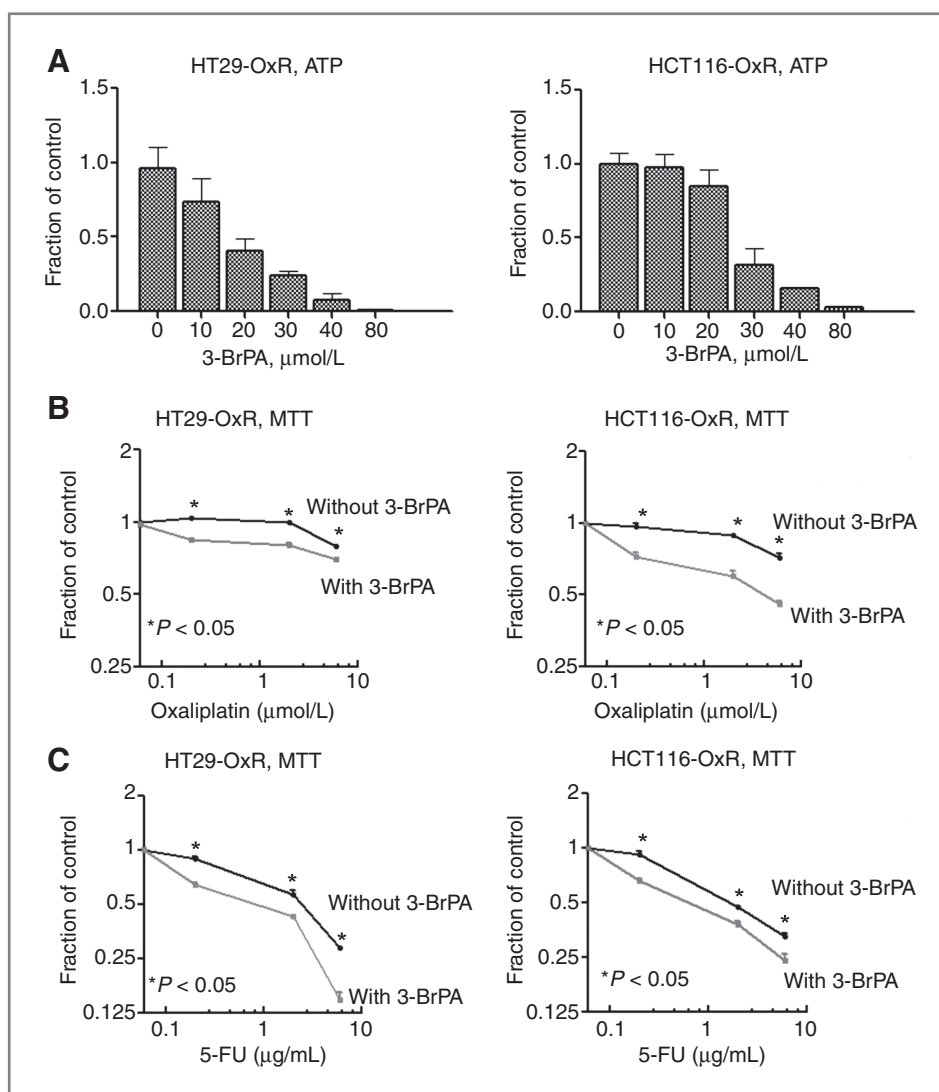 A
HT29-OxR, ATP
Fraction of control
1.5
1.0
0.5
0.0
0 10 20 30 40 80
3-BrPA, μmol/L
HCT116-OxR, ATP
Fraction of control
1.5
1.0
0.5
0.0
0 10 20 30 40 80
3-BrPA, μmol/L
B
HT29-OxR, MTT
Fraction of control
2
1
0.5
0.25
* * *
Without 3-BrPA
With 3-BrPA
*P < 0.05
0.1 1 10
Oxaliplatin (μmol/L)
HCT116-OxR, MTT
Fraction of control
2
1
0.5
0.25
* * *
Without 3-BrPA
With 3-BrPA
*P < 0.05
0.1 1 10
Oxaliplatin (μmol/L)
C
HT29-OxR, MTT
Fraction of control
2
1
0.5
0.25
0.125
* * *
Without 3-BrPA
With 3-BrPA
*P < 0.05
0.1 1 10
5-FU (μg/mL)
HCT116-OxR, MTT
Fraction of control
2
1
0.5
0.25
0.125
* * *
Without 3-BrPA
With 3-BrPA
*P < 0.05
0.1 1 10
5-FU (μg/mL)